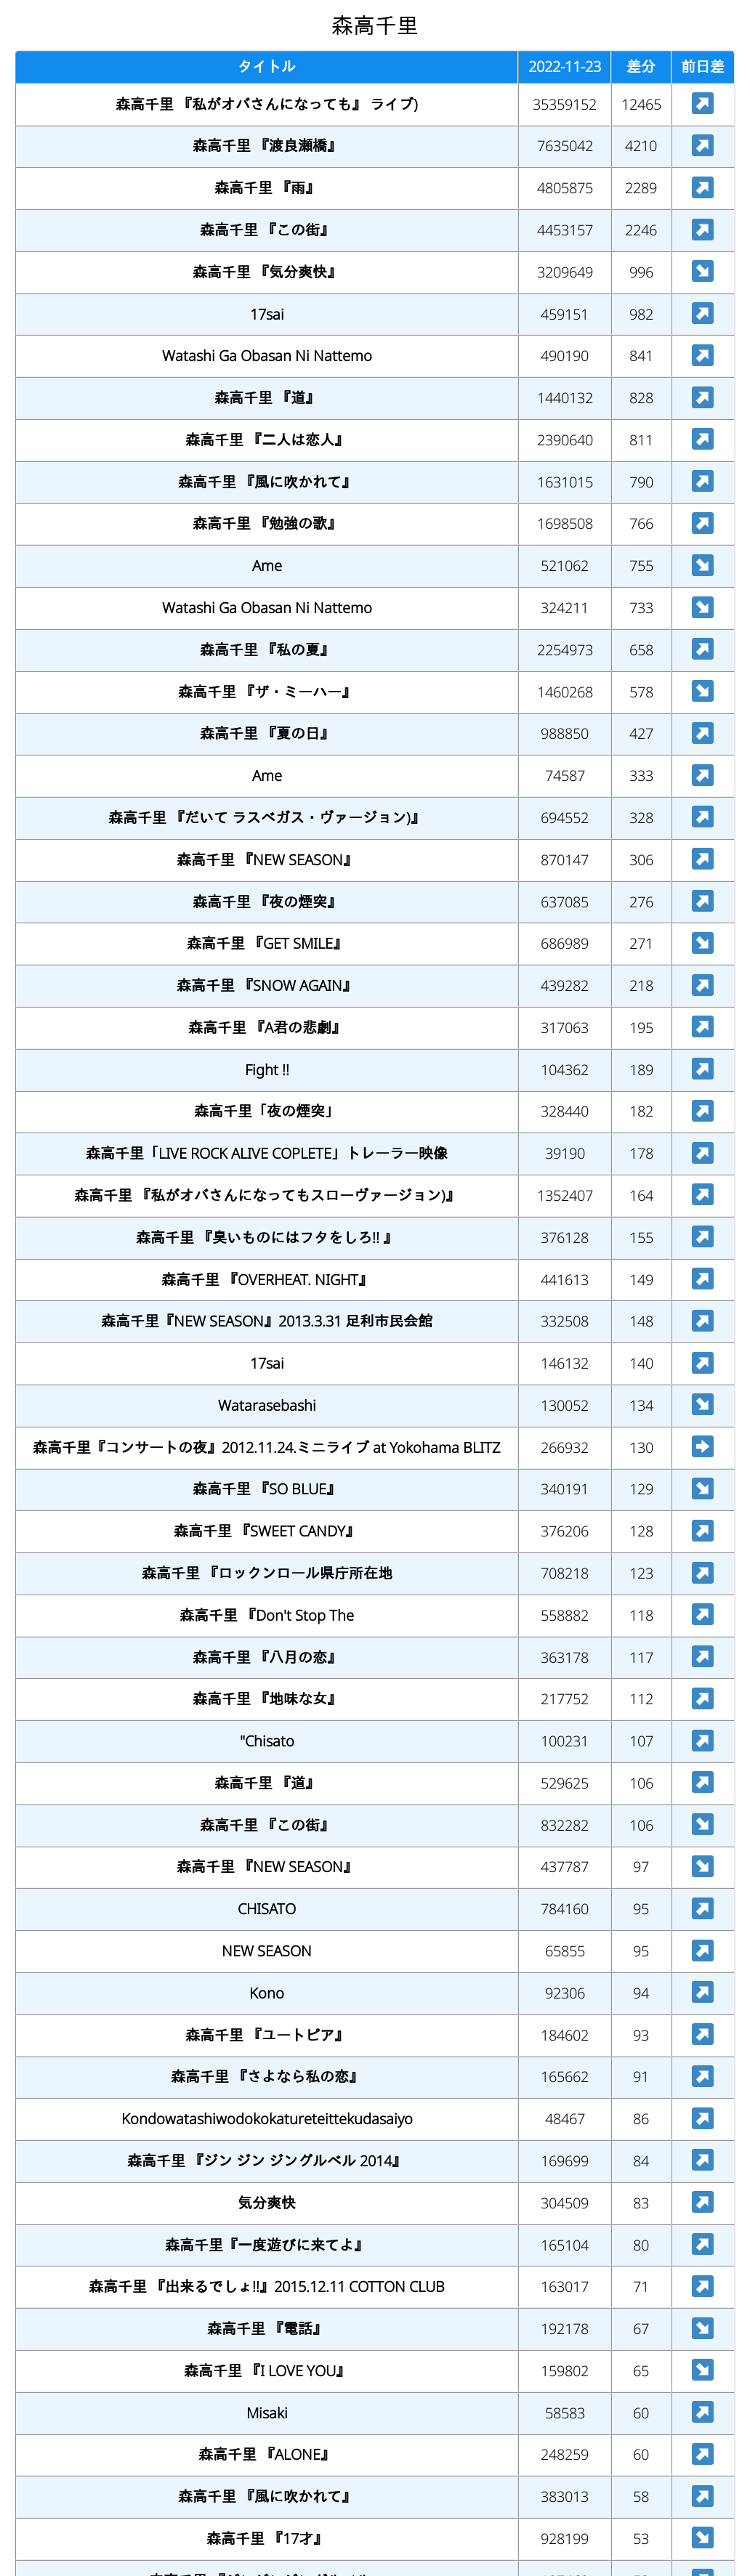 森高千里
タイトル 2022-11-23 差分 前日差
森高千里 『私がオバさんになっても』 ライブ) 35359152 12465
森高千里 『渡良瀬橋』 7635042 4210
森高千里 『雨』 4805875 2289
森高千里 『この街』 4453157 2246
森高千里 『気分爽快』 3209649 996
17sai 459151 982
Watashi Ga Obasan Ni Nattemo 490190 841
森高千里 『道』 1440132 828
森高千里 『二人は恋人』 2390640 811
森高千里 『風に吹かれて』 1631015 790
森高千里 『勉強の歌』 1698508 766
Ame 521062 755
Watashi Ga Obasan Ni Nattemo 324211 733
森高千里 『私の夏』 2254973 658
森高千里 『ザ・ミーハー』 1460268 578
森高千里 『夏の日』 988850 427
Ame 74587 333
森高千里 『だいて ラスベガス・ヴァージョン)』 694552 328
森高千里 『NEW SEASON』 870147 306
森高千里 『夜の煙突』 637085 276
森高千里 『GET SMILE』 686989 271
森高千里 『SNOW AGAIN』 439282 218
森高千里 『A君の悲劇』 317063 195
Fight !! 104362 189
森高千里「夜の煙突」 328440 182
森高千里「LIVE ROCK ALIVE COPLETE」トレーラー映像 39190 178
森高千里 『私がオバさんになってもスローヴァージョン)』 1352407 164
森高千里 『臭いものにはフタをしろ!! 』 376128 155
森高千里 『OVERHEAT. NIGHT』 441613 149
森高千里『NEW SEASON』2013.3.31 足利市民会館 332508 148
17sai 146132 140
Watarasebashi 130052 134
森高千里『コンサートの夜』2012.11.24.ミニライブ at Yokohama BLITZ 266932 130
森高千里 『SO BLUE』 340191 129
森高千里 『SWEET CANDY』 376206 128
森高千里 『ロックンロール県庁所在地 708218 123
森高千里 『Don't Stop The 558882 118
森高千里 『八月の恋』 363178 117
森高千里 『地味な女』 217752 112
"Chisato 100231 107
森高千里 『道』 529625 106
森高千里 『この街』 832282 106
森高千里 『NEW SEASON』 437787 97
CHISATO 784160 95
NEW SEASON 65855 95
Kono 92306 94
森高千里 『ユートピア』 184602 93
森高千里 『さよなら私の恋』 165662 91
Kondowatashiwodokokatureteittekudasaiyo 48467 86
森高千里 『ジン ジン ジングルベル 2014』 169699 84
気分爽快 304509 83
森高千里『一度遊びに来てよ』 165104 80
森高千里 『出来るでしょ!!』2015.12.11 COTTON CLUB 163017 71
森高千里 『電話』 192178 67
森高千里 『I LOVE YOU』 159802 65
Misaki 58583 60
森高千里 『ALONE』 248259 60
森高千里 『風に吹かれて』 383013 58
森高千里 『17才』 928199 53